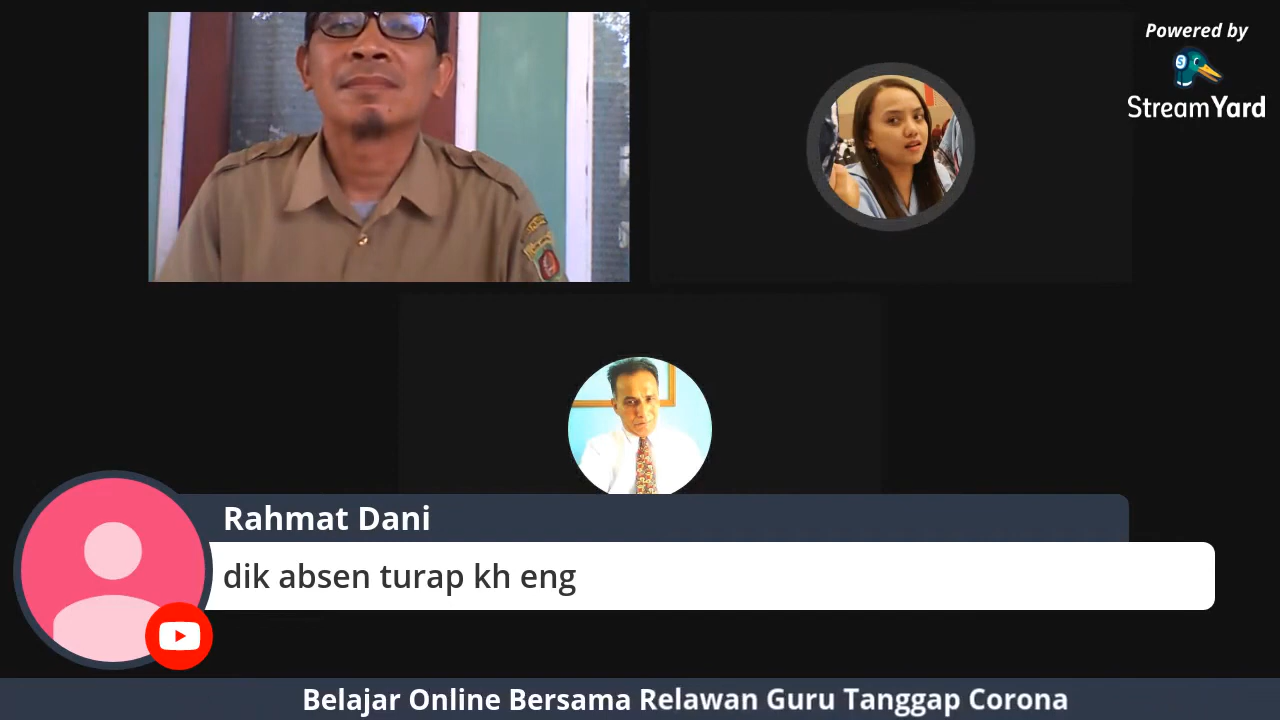 Powered by
StreamYard
Rahmat Dani
dik absen turap kh eng
Belajar Online Bersama Relawan Guru Tanggap Corona